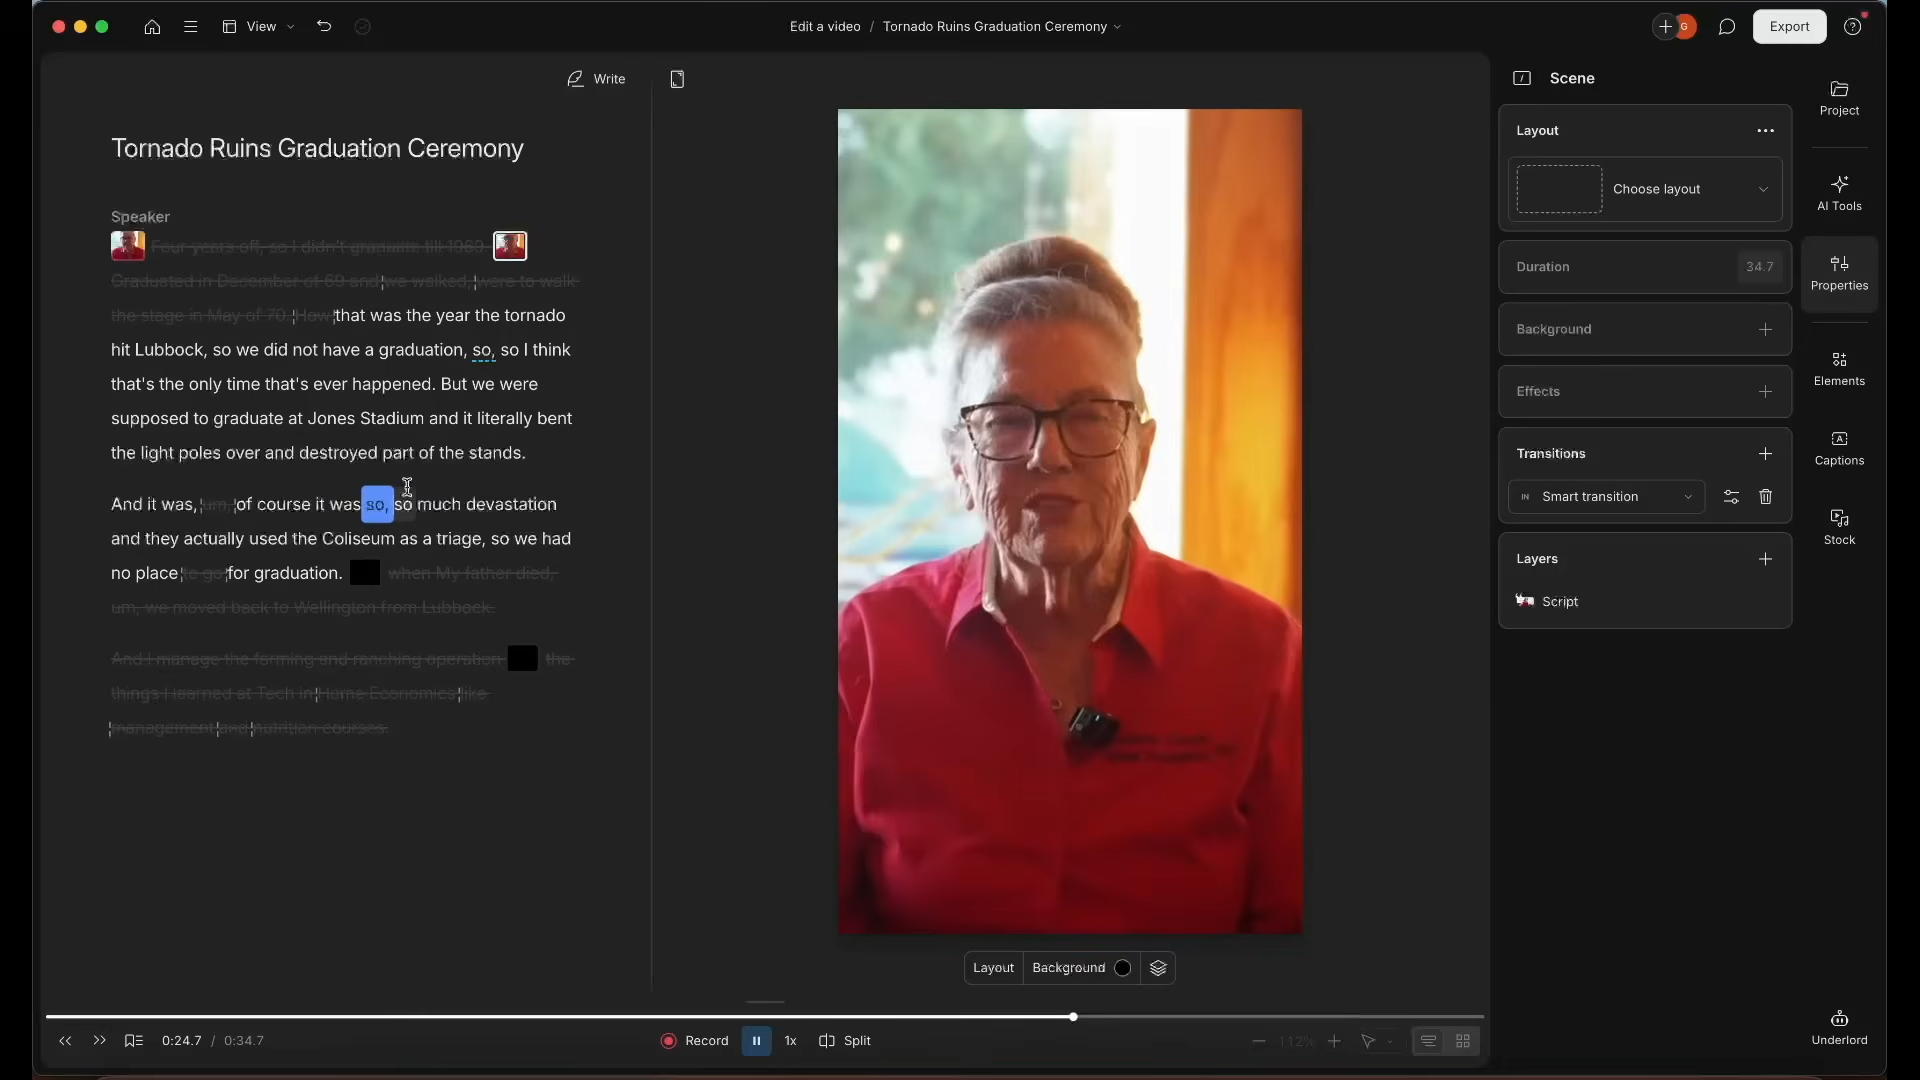 View
Edit a video / Tornado Ruins Graduation Ceremony
G
Export
Write
Tornado Ruins Graduation Ceremony
Speaker
Four years off, so I didn't graduate till 1969.
Graduated in December of 69 and we walked, were to walk
the stage in May of 70. How that was the year the tornado
hit Lubbock, so we did not have a graduation, so, so I think
that's the only time that's ever happened. But we were
supposed to graduate at Jones Stadium and it literally bent
the light poles over and destroyed part of the stands.
And it was, um, of course it was so, so much devastation
and they actually used the Coliseum as a triage, so we had
no place to go for graduation. when My father died,
um, we moved back to Wellington from Lubbock.
And I manage the farming and ranching operation the
things I learned at Tech in Home Economics like
management and nutrition courses.
Layout
Background
0:24.7 / 0:34.7
Record
1x
Split
112%
Scene
Layout
Choose layout
Duration
34.7
Background
Effects
Transitions
IN Smart transition
Layers
Script
Project
AI Tools
Properties
Elements
Captions
Stock
Underlord